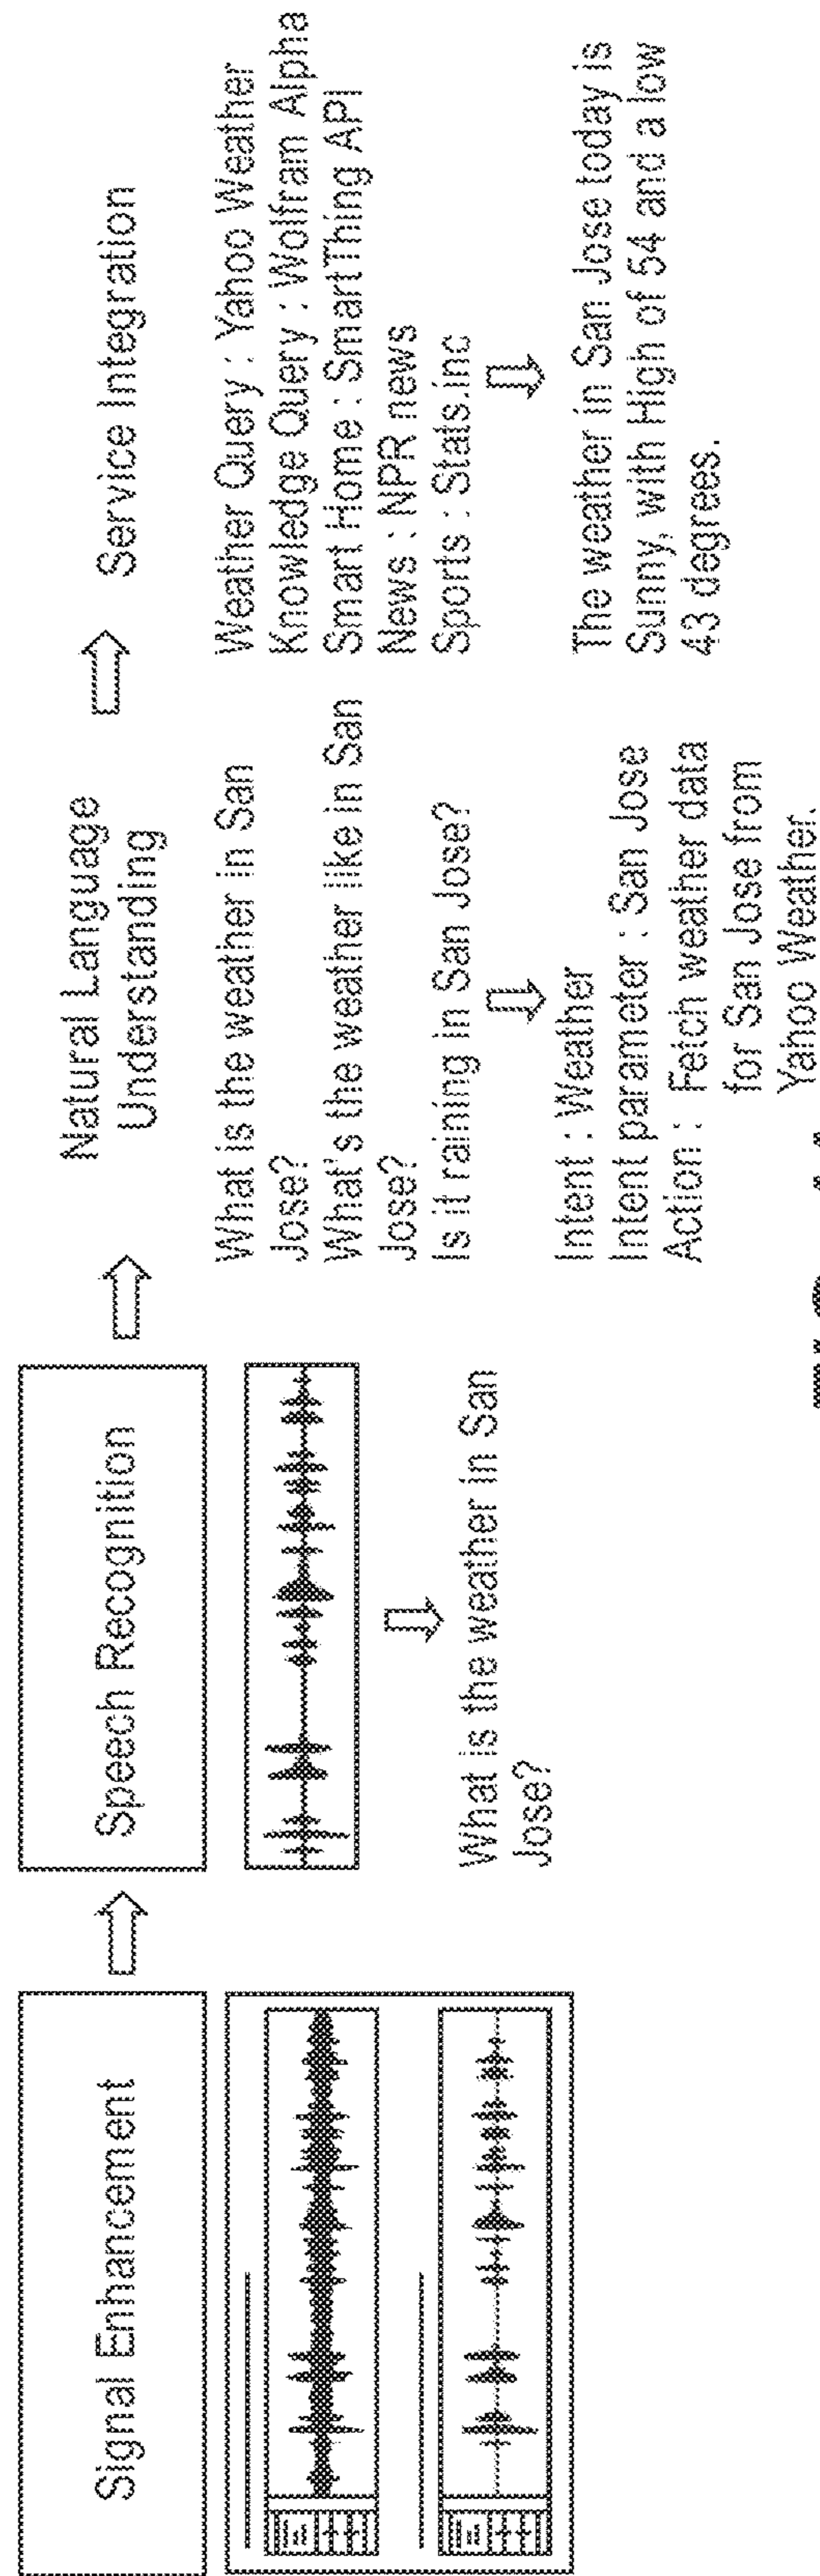 Signal Enhancement
Speech Recognition
What is the weather in San
Jose?
Natural Language
Understanding
What is the weather in San
Jose?
What's the weather like in San
Jose?
Is it raining in San Jose?
Intent : Weather
Intent parameter : San Jose
Action : Fetch weather data
for San Jose from
Yahoo Weather.
Service Integration
Weather Query : Yahoo Weather
Knowledge Query : Wolfram Alpha
Smart Home : SmartThing API
News : NPR news
Sports : Stats.inc
The weather in San Jose today is
Sunny, with High of 54 and a low
43 degrees.